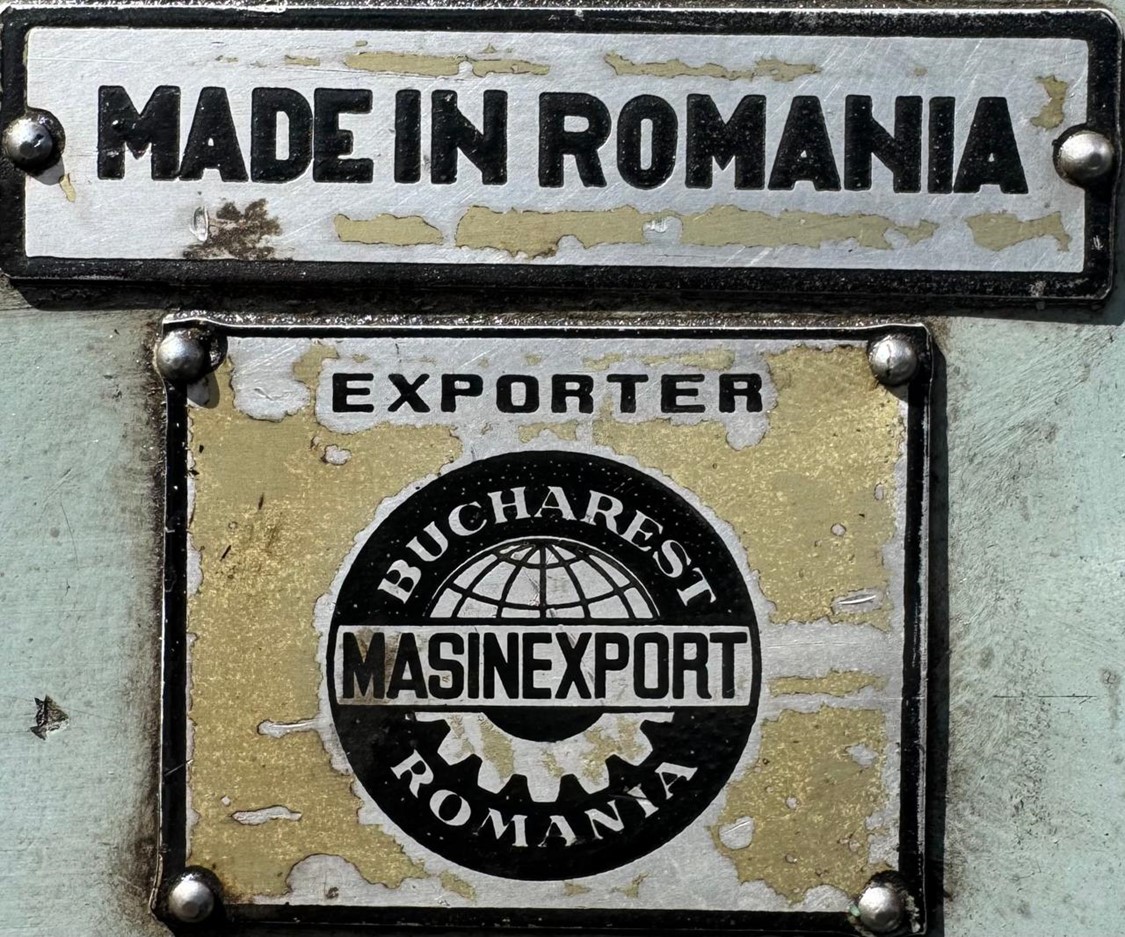 MADE IN ROMANIA
EXPORTER
BUCHAREST
MASINEXPORT
ROMANIA